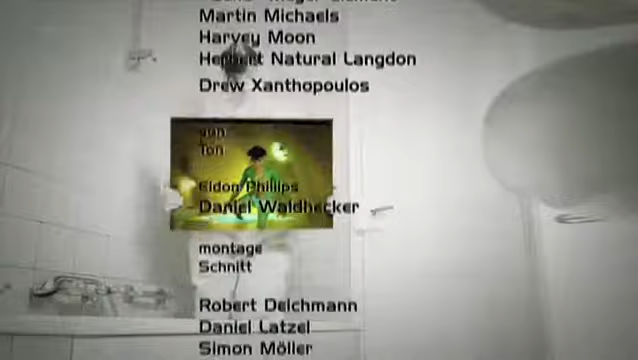 Martin Michaels
Harvey Moon
Herbert Natural Langdon
Drew Xanthopoulos
son
Ton
Eldon Phillips
Daniel Waldhecker
montage
Schnitt
Robert Deichmann
Daniel Latzel
Simon Möller